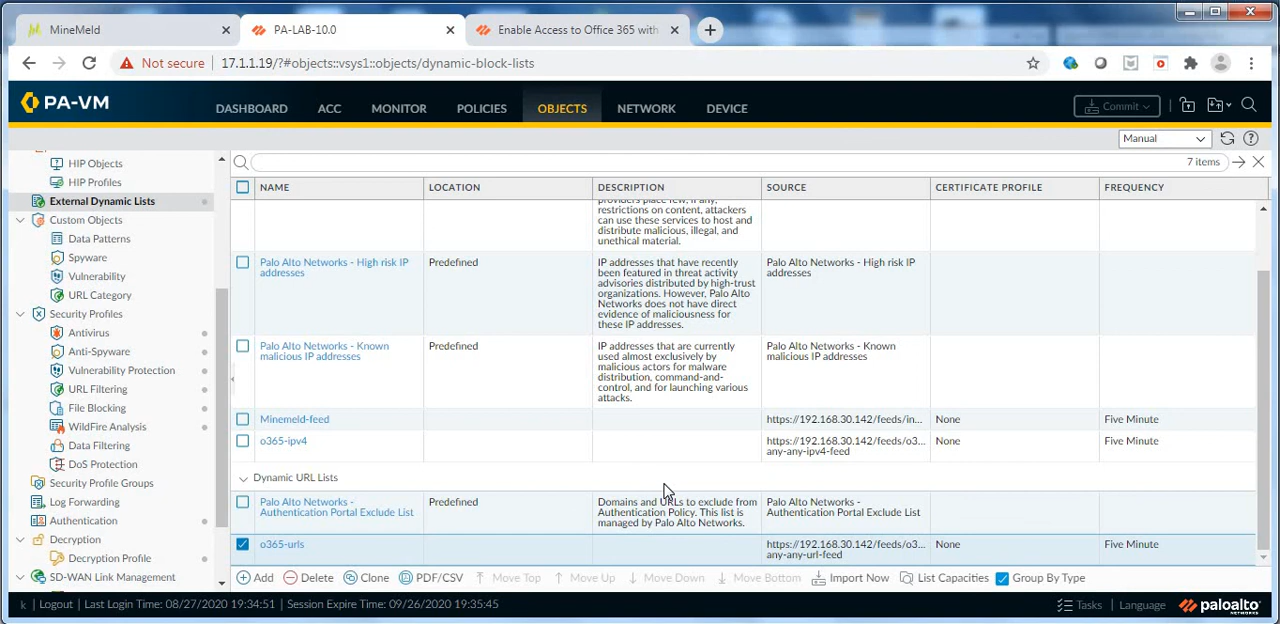 MineMeld
PA-LAB-10.0
Enable Access to Office 365 with
Not secure
17.1.1.19/?#objects::vsys1::objects/dynamic-block-lists
PA-VM
DASHBOARD
ACC
MONITOR
POLICIES
OBJECTS
NETWORK
DEVICE
Commit
Manual
HIP Objects
HIP Profiles
External Dynamic Lists
Custom Objects
Data Patterns
Spyware
Vulnerability
URL Category
Security Profiles
Antivirus
Anti-Spyware
Vulnerability Protection
URL Filtering
File Blocking
WildFire Analysis
Data Filtering
DoS Protection
Security Profile Groups
Log Forwarding
Authentication
Decryption
Decryption Profile
SD-WAN Link Management
7 items
NAME
LOCATION
DESCRIPTION
SOURCE
CERTIFICATE PROFILE
FREQUENCY
providers place few, if any,
restrictions on content, attackers
can use these services to host and
distribute malicious, illegal, and
unethical material.
Palo Alto Networks - High risk IP
addresses
Predefined
IP addresses that have recently
been featured in threat activity
advisories distributed by high-trust
organizations. However, Palo Alto
Networks does not have direct
evidence of maliciousness for
these IP addresses.
Palo Alto Networks - High risk IP
addresses
Palo Alto Networks - Known
malicious IP addresses
Predefined
IP addresses that are currently
used almost exclusively by
malicious actors for malware
distribution, command-and-
control, and for launching various
attacks.
Palo Alto Networks - Known
malicious IP addresses
Minemeld-feed
https://192.168.30.142/feeds/in...
None
Five Minute
o365-ipv4
https://192.168.30.142/feeds/o3...
any-any-ipv4-feed
None
Five Minute
Dynamic URL Lists
Palo Alto Networks -
Authentication Portal Exclude List
Predefined
Domains and URLs to exclude from
Authentication Policy. This list is
managed by Palo Alto Networks.
Palo Alto Networks -
Authentication Portal Exclude List
o365-urls
https://192.168.30.142/feeds/o3...
any-any-url-feed
None
Five Minute
Add
Delete
Clone
PDF/CSV
Move Top
Move Up
Move Down
Move Bottom
Import Now
List Capacities
Group By Type
k | Logout | Last Login Time: 08/27/2020 19:34:51 | Session Expire Time: 09/26/2020 19:35:45
Tasks | Language
paloalto
NETWORKS